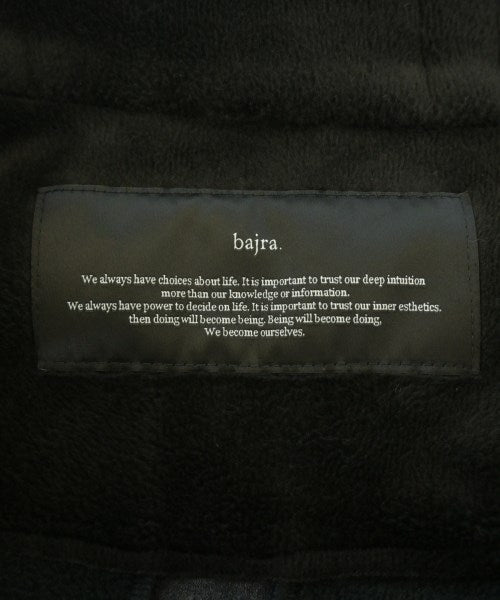 bajra.
We always have choices about life. It is important to trust our deep intuition
more than our knowledge or information.
We always have power to decide on life. It is important to trust our inner esthetics.
then doing will become being. Being will become doing,
We become ourselves.